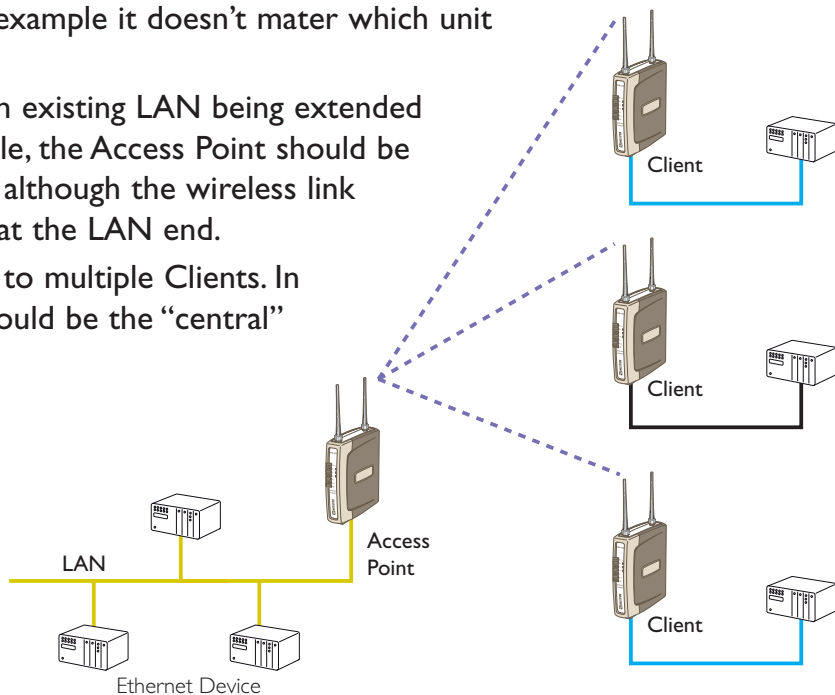 example it doesn’t mater which unit
n existing LAN being extended
le, the Access Point should be
although the wireless link
at the LAN end.
to multiple Clients. In
ould be the “central”
Client
Client
Access
Point
LAN
Client
Ethernet Device